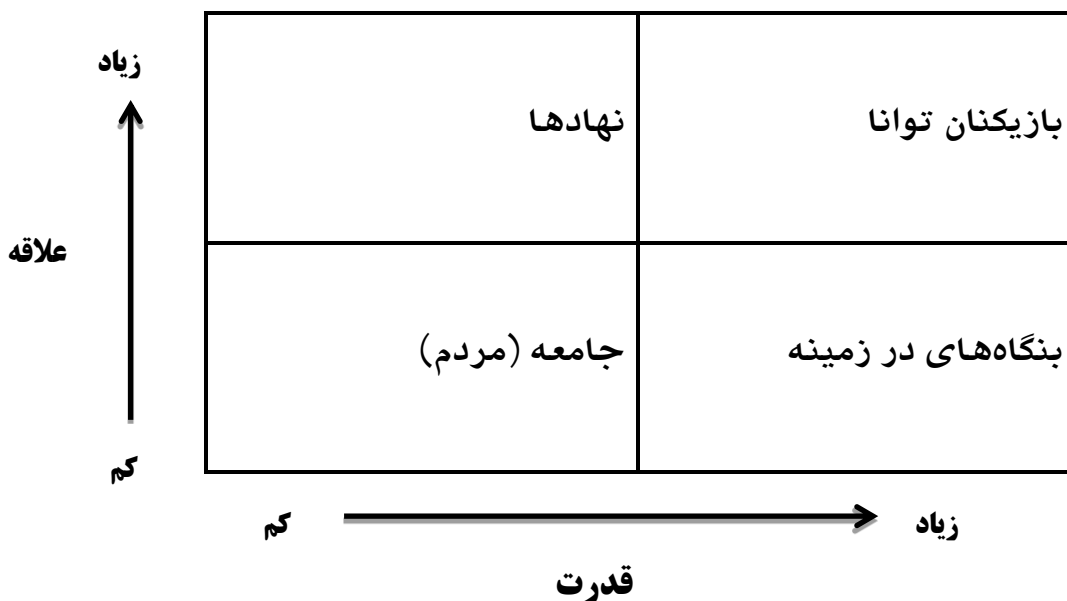 زیاد
بازیکنان توانا
نهادها
علاقه
بنگاه‌های در زمینه
جامعه (مردم)
کم
زیاد
کم
قدرت